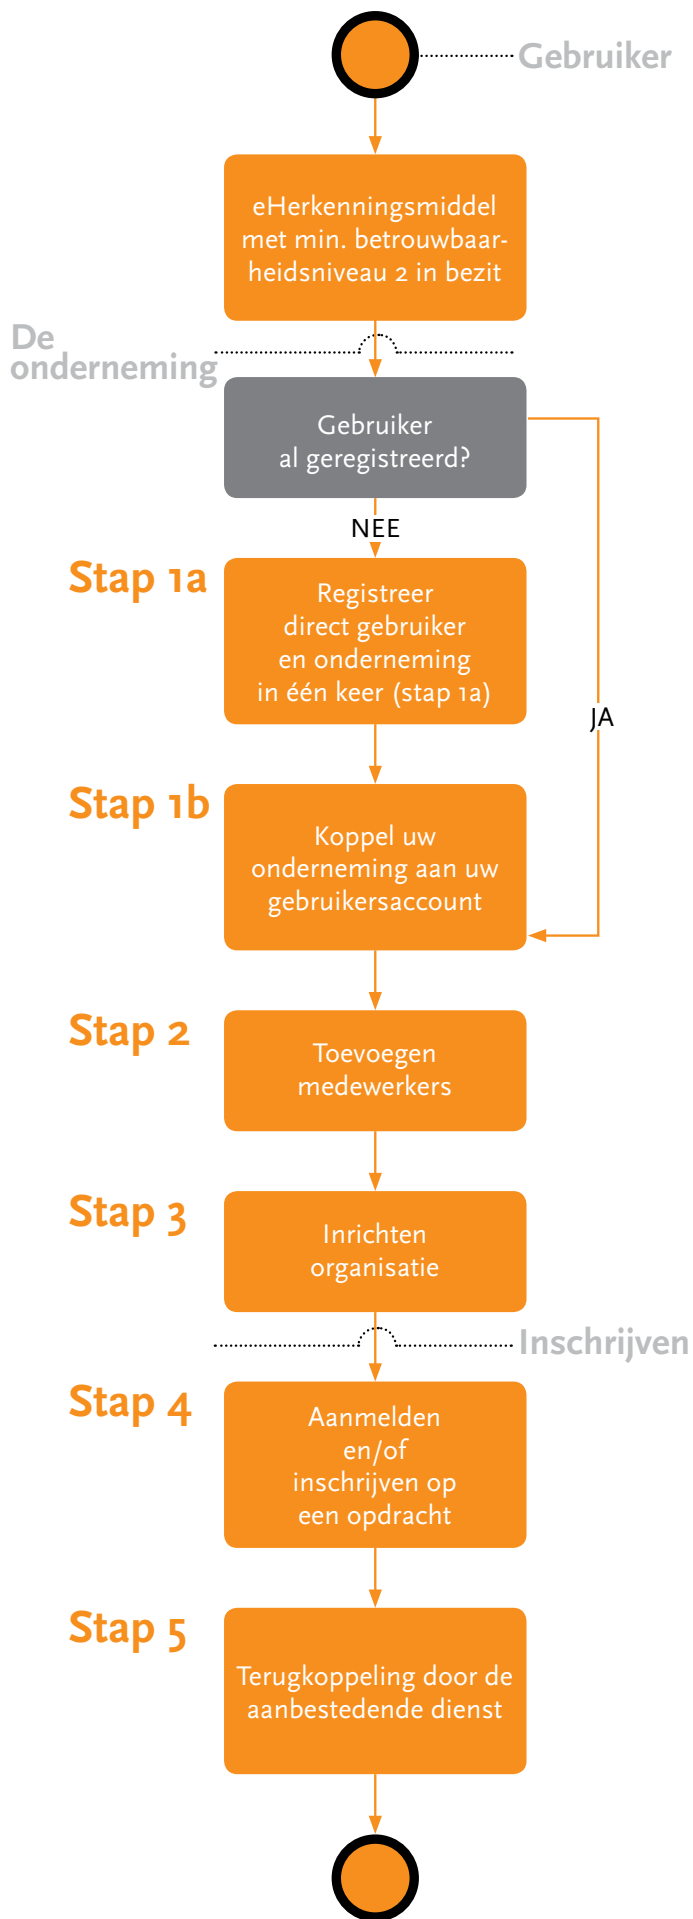 Gebruiker
eHerkenningsmiddel
met min. betrouwbaar-
heidsniveau 2 in bezit
De
onderneming
Gebruiker
al geregistreerd?
NEE
Stap 1a
Registreer
direct gebruiker
en onderneming
in één keer (stap 1a)
JA
Stap 1b
Koppel uw
onderneming aan uw
gebruikersaccount
Stap 2
Toevoegen
medewerkers
Stap 3
Inrichten
organisatie
Inschrijven
Stap 4
Aanmelden
en/of
inschrijven op
een opdracht
Stap 5
Terugkoppeling door de
aanbestedende dienst